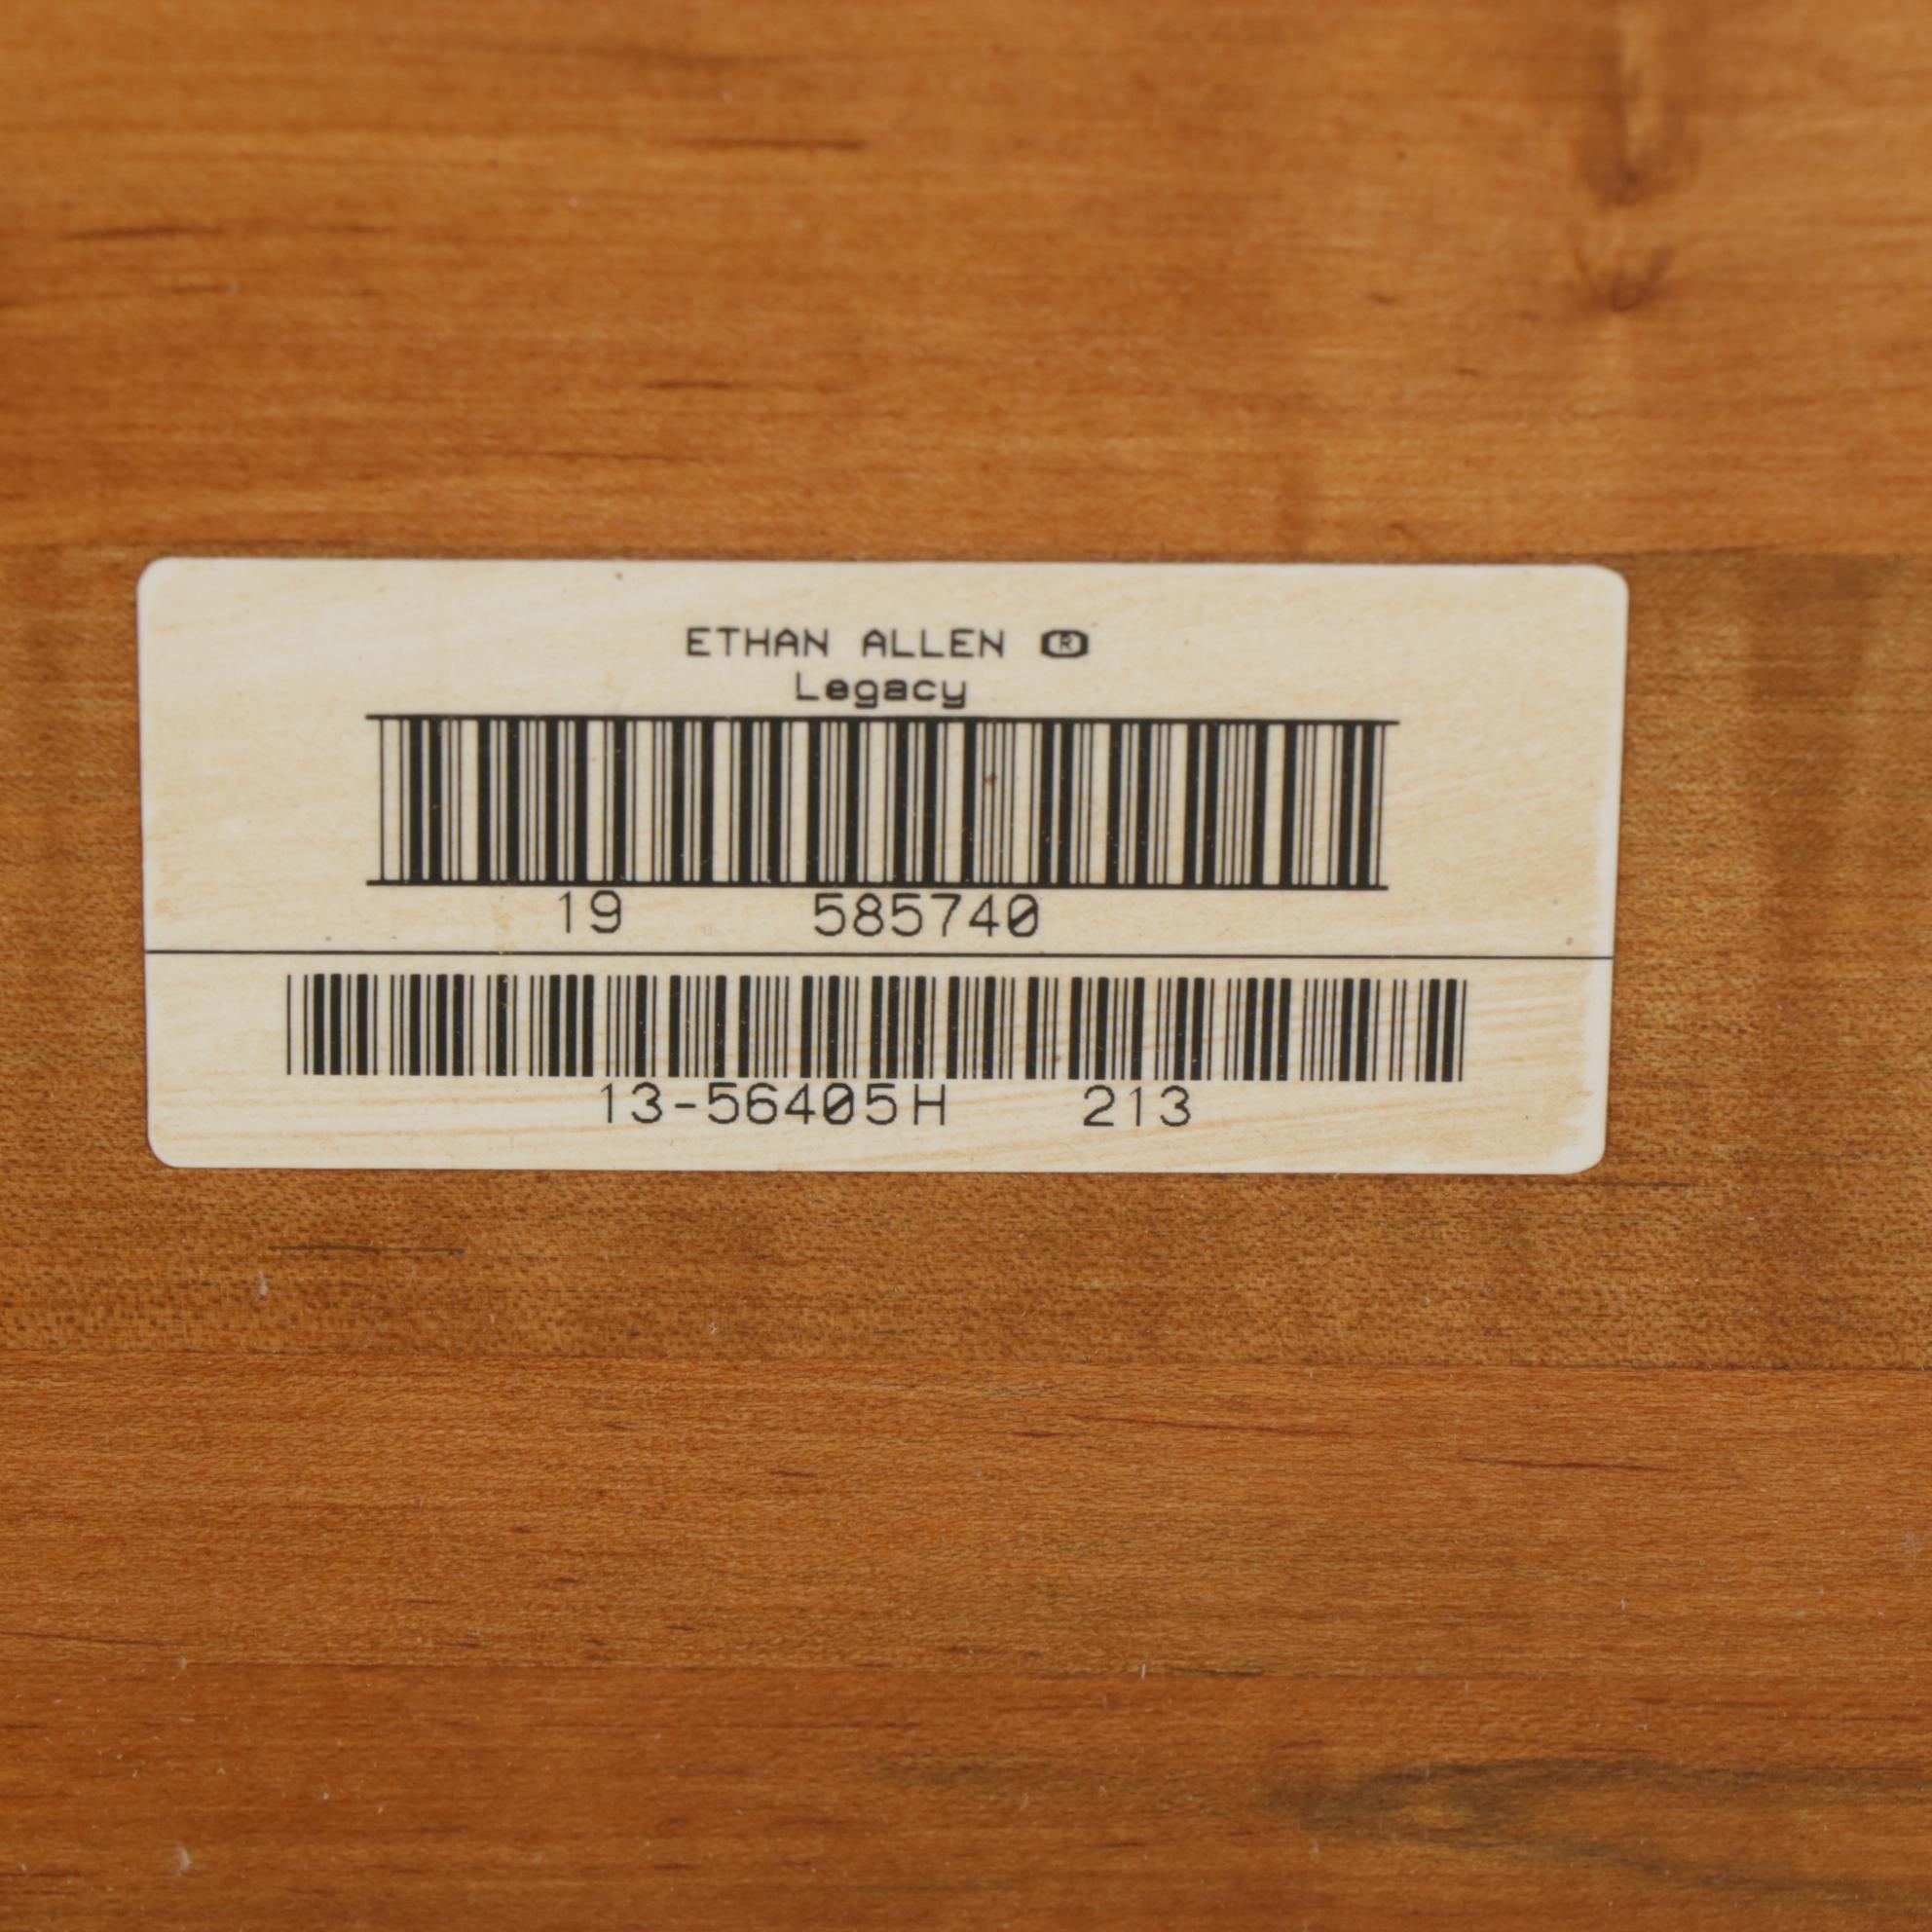 ETHAN ALLEN ®
Legacy
19 585740
13-56405H 213